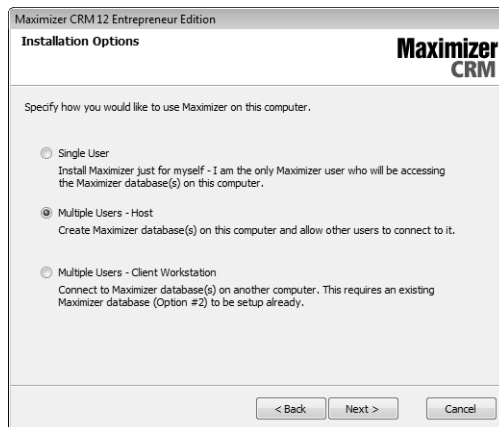 Maximizer CRM 12 Entrepreneur Edition
Installation Options
Maximizer
CRM
Specify how you would like to use Maximizer on this computer.
Single User
Install Maximizer just for myself - I am the only Maximizer user who will be accessing
the Maximizer database(s) on this computer.
Multiple Users - Host
Create Maximizer database(s) on this computer and allow other users to connect to it.
Multiple Users - Client Workstation
Connect to Maximizer database(s) on another computer. This requires an existing
Maximizer database (Option #2) to be setup already.
< Back Next > Cancel